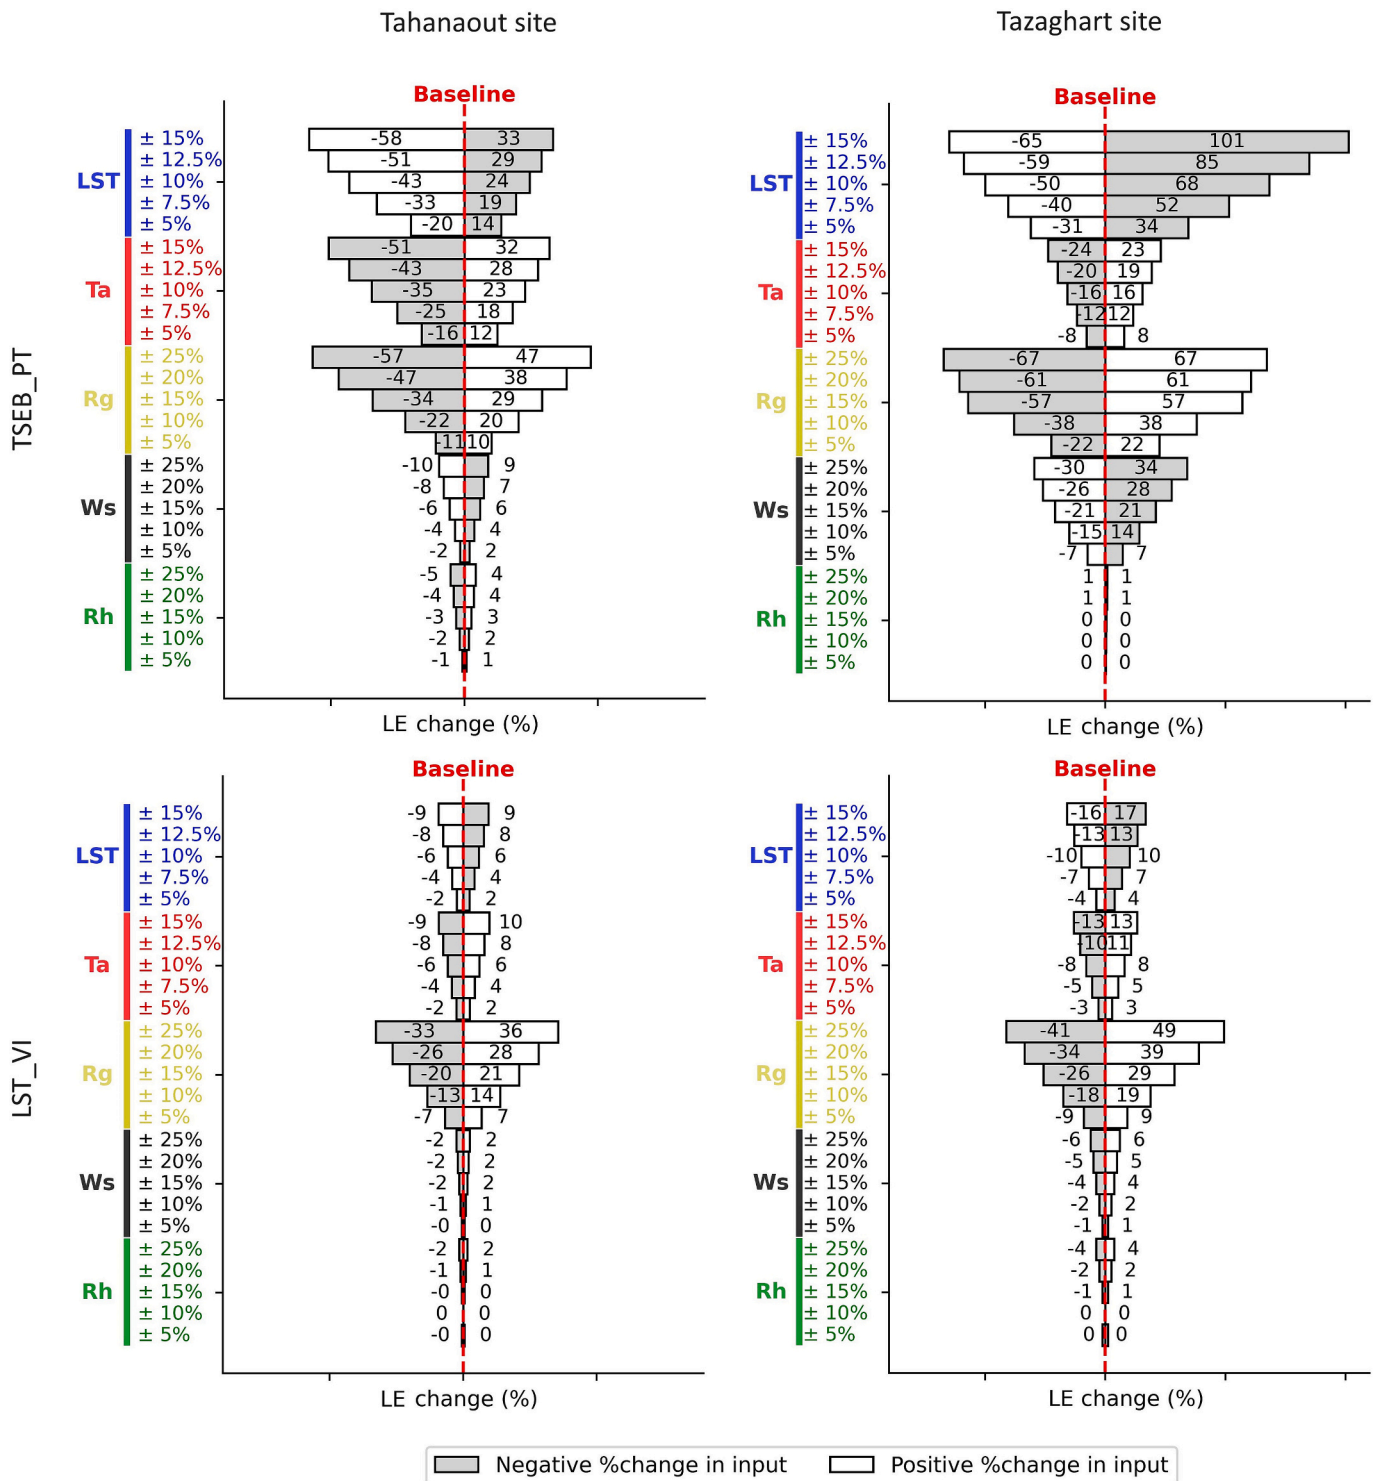 Tahanaout site
Tazaghart site
TSEB_PT
Baseline
LST
± 15% -58 33
± 12.5% -51 29
± 10% -43 24
± 7.5% -33 19
± 5% -20 14
Ta
± 15% -51 32
± 12.5% -43 28
± 10% -35 23
± 7.5% -25 18
± 5% -16 12
Rg
± 25% -57 47
± 20% -47 38
± 15% -34 29
± 10% -22 20
± 5% -11 10
Ws
± 25% -10 9
± 20% -8 7
± 15% -6 6
± 10% -4 4
± 5% -2 2
Rh
± 25% -5 4
± 20% -4 4
± 15% -3 3
± 10% -2 2
± 5% -1 1
LE change (%)
Baseline
LST
± 15% -65 101
± 12.5% -59 85
± 10% -50 68
± 7.5% -40 52
± 5% -31 34
Ta
± 15% -24 23
± 12.5% -20 19
± 10% -16 16
± 7.5% -12 12
± 5% -8 8
Rg
± 25% -67 67
± 20% -61 61
± 15% -57 57
± 10% -38 38
± 5% -22 22
Ws
± 25% -30 34
± 20% -26 28
± 15% -21 21
± 10% -15 14
± 5% -7 7
Rh
± 25% 1 1
± 20% 1 1
± 15% 0 0
± 10% 0 0
± 5% 0 0
LE change (%)
LST_VI
Baseline
LST
± 15% -9 9
± 12.5% -8 8
± 10% -6 6
± 7.5% -4 4
± 5% -2 2
Ta
± 15% -9 10
± 12.5% -8 8
± 10% -6 6
± 7.5% -4 4
± 5% -2 2
Rg
± 25% -33 36
± 20% -26 28
± 15% -20 21
± 10% -13 14
± 5% -7 7
Ws
± 25% -2 2
± 20% -2 2
± 15% -2 2
± 10% -1 1
± 5% -0 0
Rh
± 25% -2 2
± 20% -1 1
± 15% -0 0
± 10% 0 0
± 5% -0 0
LE change (%)
Baseline
LST
± 15% -16 17
± 12.5% -13 13
± 10% -10 10
± 7.5% -7 7
± 5% -4 4
Ta
± 15% -13 13
± 12.5% -10 11
± 10% -8 8
± 7.5% -5 5
± 5% -3 3
Rg
± 25% -41 49
± 20% -34 39
± 15% -26 29
± 10% -18 19
± 5% -9 9
Ws
± 25% -6 6
± 20% -5 5
± 15% -4 4
± 10% -2 2
± 5% -1 1
Rh
± 25% -4 4
± 20% -2 2
± 15% -1 1
± 10% 0 0
± 5% 0 0
LE change (%)
Negative %change in input
Positive %change in input